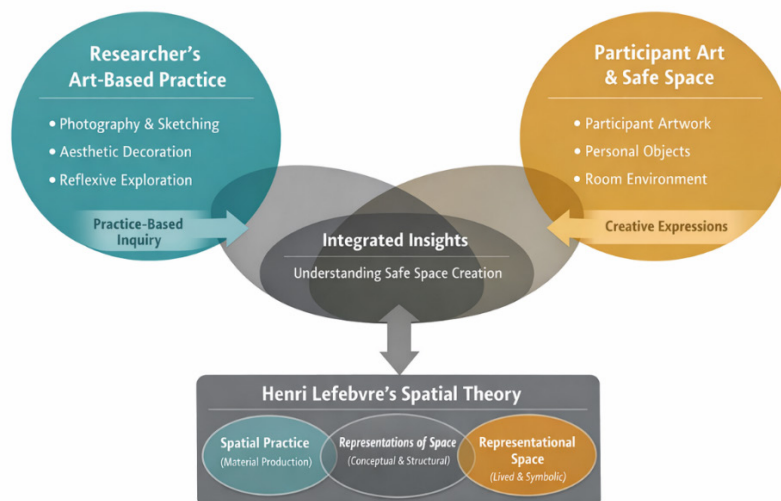 Researcher's
Art-Based Practice
• Photography & Sketching
• Aesthetic Decoration
• Reflexive Exploration
Practice-Based
Inquiry
Participant Art
& Safe Space
• Participant Artwork
• Personal Objects
• Room Environment
Creative Expressions
Integrated Insights
Understanding Safe Space Creation
Henri Lefebvre's Spatial Theory
Spatial Practice
(Material Production)
Representations of Space
(Conceptual & Structural)
Representational
Space
(Lived & Symbolic)